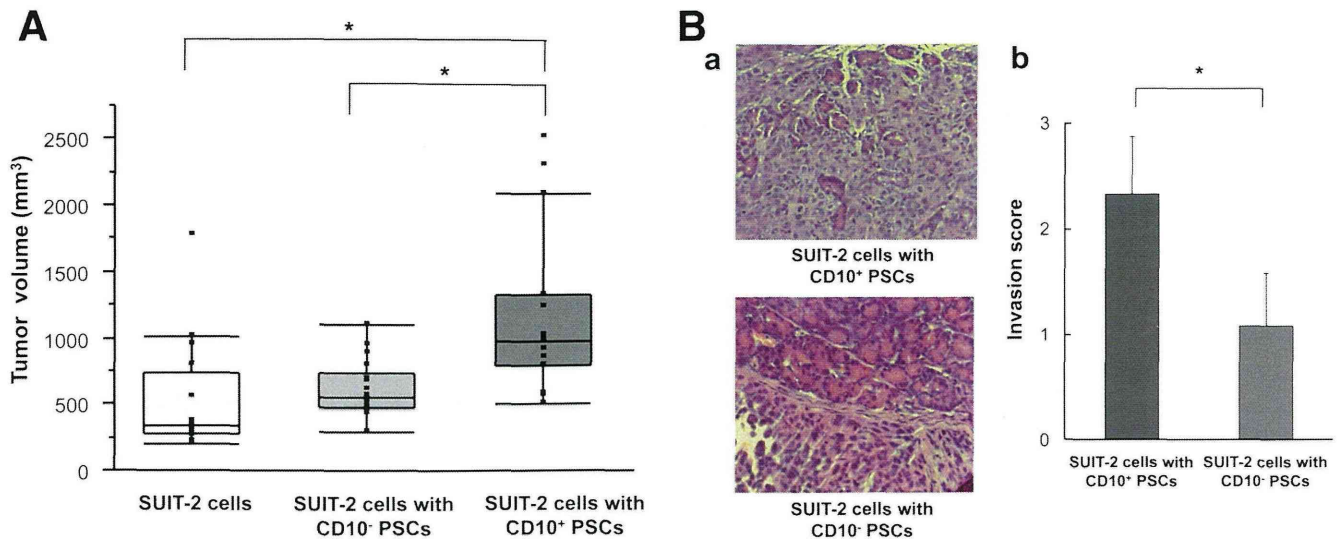 A
*
*
Tumor volume (mm³)
2500
2000
1500
1000
500
0
SUIT-2 cells
SUIT-2 cells with
CD10⁻ PSCs
SUIT-2 cells with
CD10⁺ PSCs
B
a
SUIT-2 cells with
CD10⁺ PSCs
SUIT-2 cells with
CD10⁻ PSCs
b
*
Invasion score
3
2
1
0
SUIT-2 cells with
CD10⁺ PSCs
SUIT-2 cells with
CD10⁻ PSCs